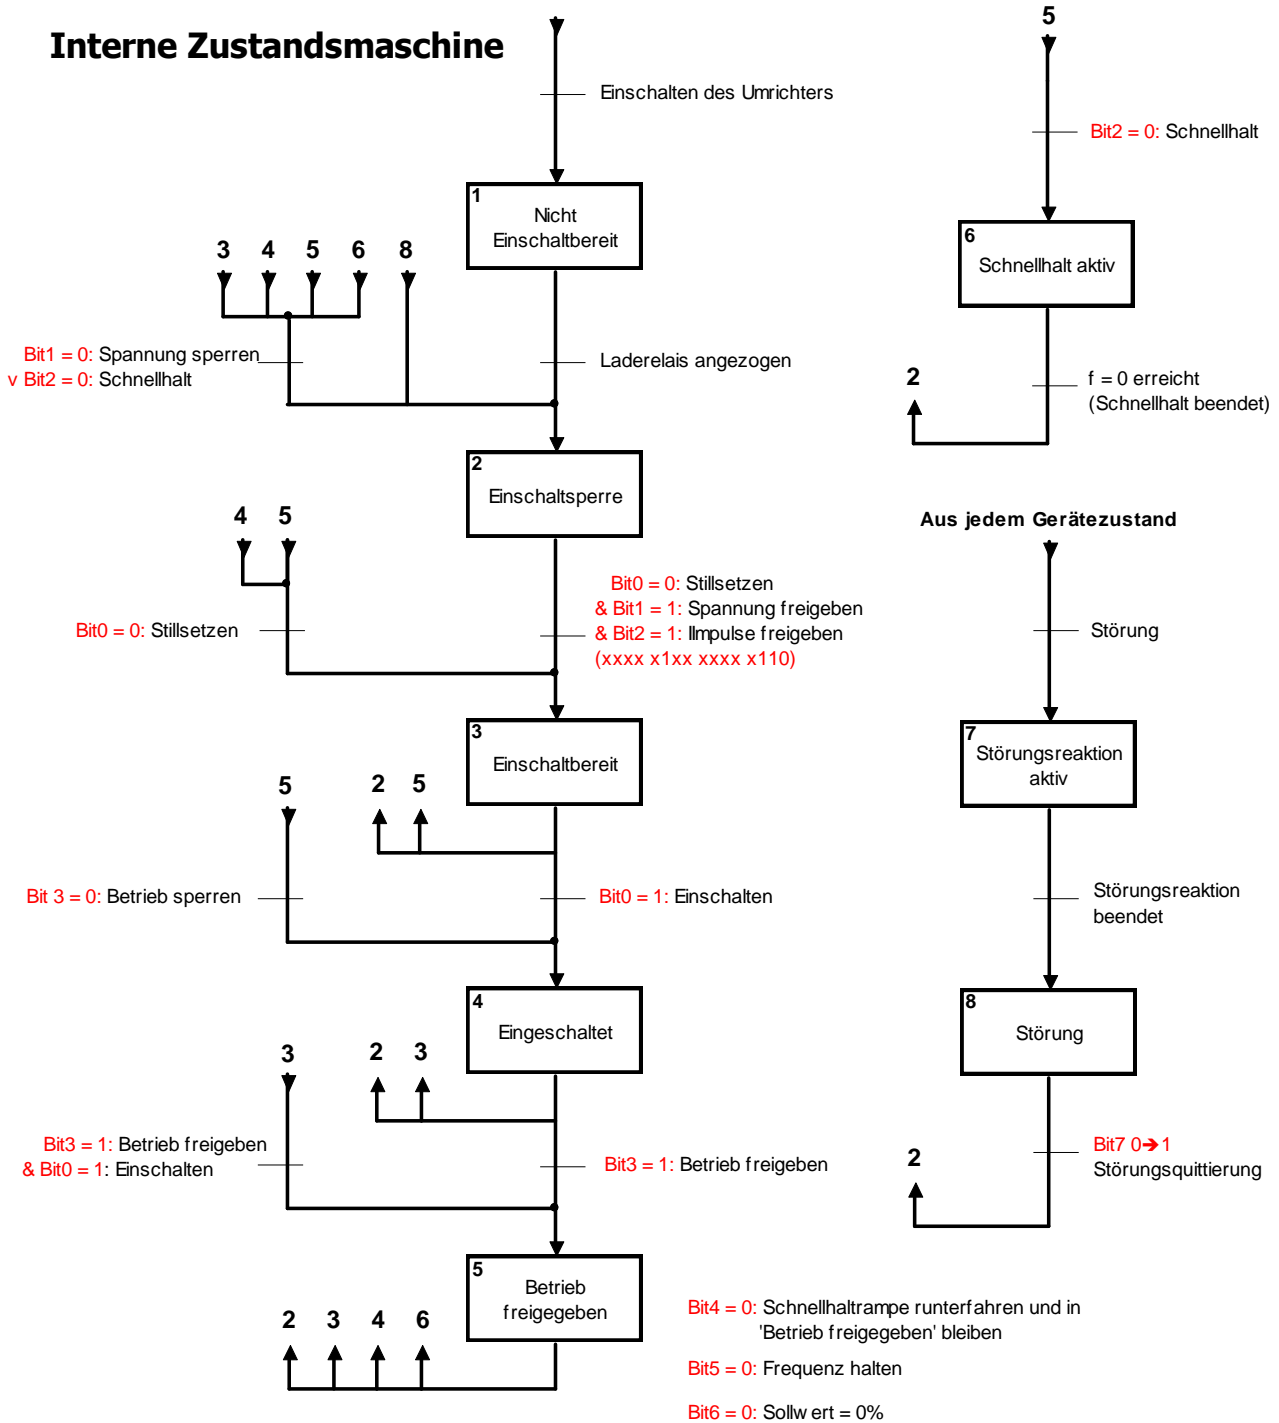 Interne Zustandsmaschine
Einschalten des Umrichters
1
Nicht
Einschaltbereit
3 4 5 6 8
Bit1 = 0: Spannung sperren
v Bit2 = 0: Schnellhalt
Laderelais angezogen
2
Einschaltsperre
4 5
Bit0 = 0: Stillsetzen
Bit0 = 0: Stillsetzen
& Bit1 = 1: Spannung freigeben
& Bit2 = 1: IImpulse freigeben
(xxxx x1xx xxxx x110)
3
Einschaltbereit
5
2 5
Bit 3 = 0: Betrieb sperren
Bit0 = 1: Einschalten
4
Eingeschaltet
3
2 3
Bit3 = 1: Betrieb freigeben
& Bit0 = 1: Einschalten
Bit3 = 1: Betrieb freigeben
5
Betrieb
freigegeben
2 3 4 6
Bit4 = 0: Schnellhaltrampe runterfahren und in
'Betrieb freigegeben' bleiben
Bit5 = 0: Frequenz halten
Bit6 = 0: Sollwert = 0%
5
Bit2 = 0: Schnellhalt
6
Schnellhalt aktiv
2
f = 0 erreicht
(Schnellhalt beendet)
Aus jedem Gerätezustand
Störung
7
Störungsreaktion
aktiv
Störungsreaktion
beendet
8
Störung
2
Bit7 0➔1
Störungsquittierung